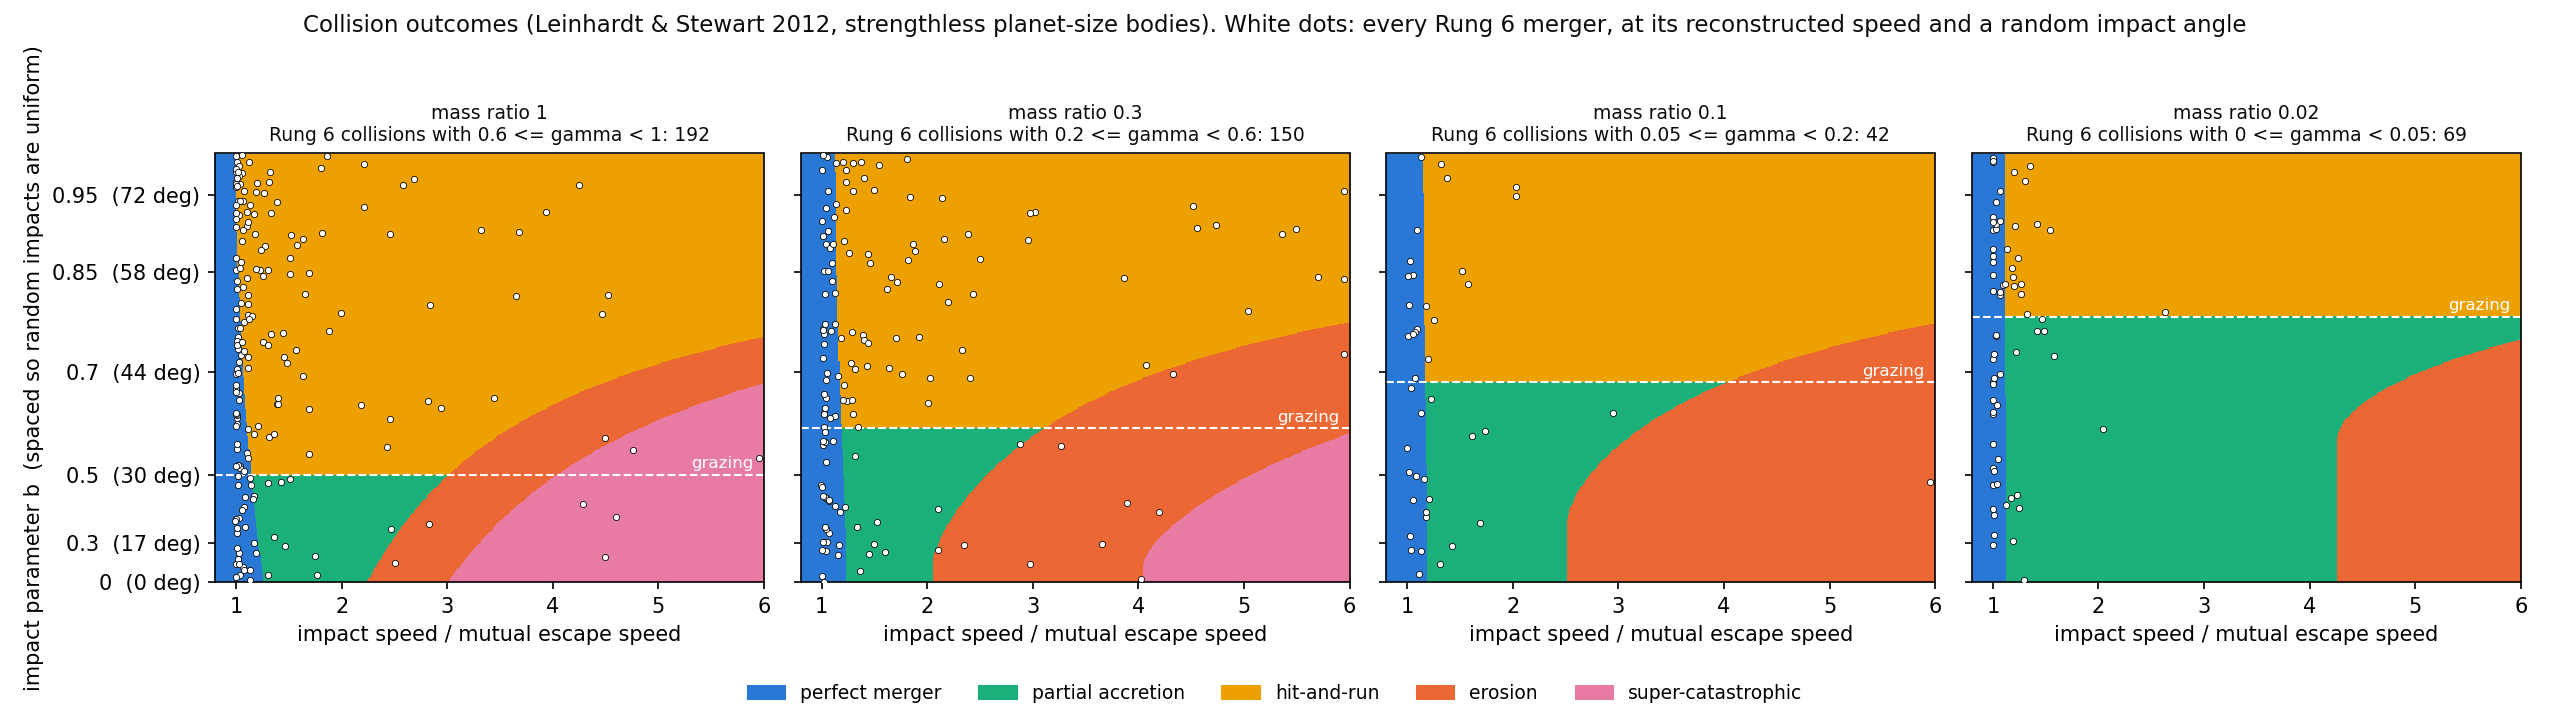 Collision outcomes (Leinhardt & Stewart 2012, strengthless planet-size bodies). White dots: every Rung 6 merger, at its reconstructed speed and a random impact angle
impact parameter b  (spaced so random impacts are uniform)
mass ratio 1
Rung 6 collisions with 0.6 <= gamma < 1: 192
0.95  (72 deg)
0.85  (58 deg)
0.7  (44 deg)
0.5  (30 deg)
0.3  (17 deg)
0  (0 deg)
grazing
1 2 3 4 5 6
impact speed / mutual escape speed
mass ratio 0.3
Rung 6 collisions with 0.2 <= gamma < 0.6: 150
grazing
1 2 3 4 5 6
impact speed / mutual escape speed
mass ratio 0.1
Rung 6 collisions with 0.05 <= gamma < 0.2: 42
grazing
1 2 3 4 5 6
impact speed / mutual escape speed
mass ratio 0.02
Rung 6 collisions with 0 <= gamma < 0.05: 69
grazing
1 2 3 4 5 6
impact speed / mutual escape speed
perfect merger partial accretion hit-and-run erosion super-catastrophic